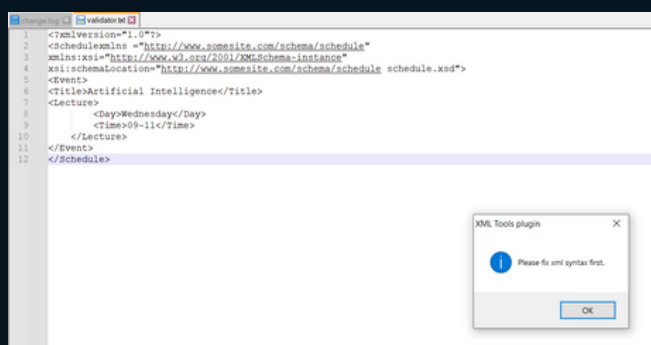 change.log
validator.txt
1 <?xmlversion="1.0"?>
2 <Schedulexmlns ="http://www.somesite.com/schema/schedule"
3 xmlns:xsi="http://www.w3.org/2001/XMLSchema-instance"
4 xsi:schemaLocation="http://www.somesite.com/schema/schedule schedule.xsd">
5 <Event>
6 <Title>Artificial Intelligence</Title>
7 <Lecture>
8 <Day>Wednesday</Day>
9 <Time>09-11</Time>
10 </Lecture>
11 </Event>
12 </Schedule>
XML Tools plugin
Please fix xml syntax first.
OK